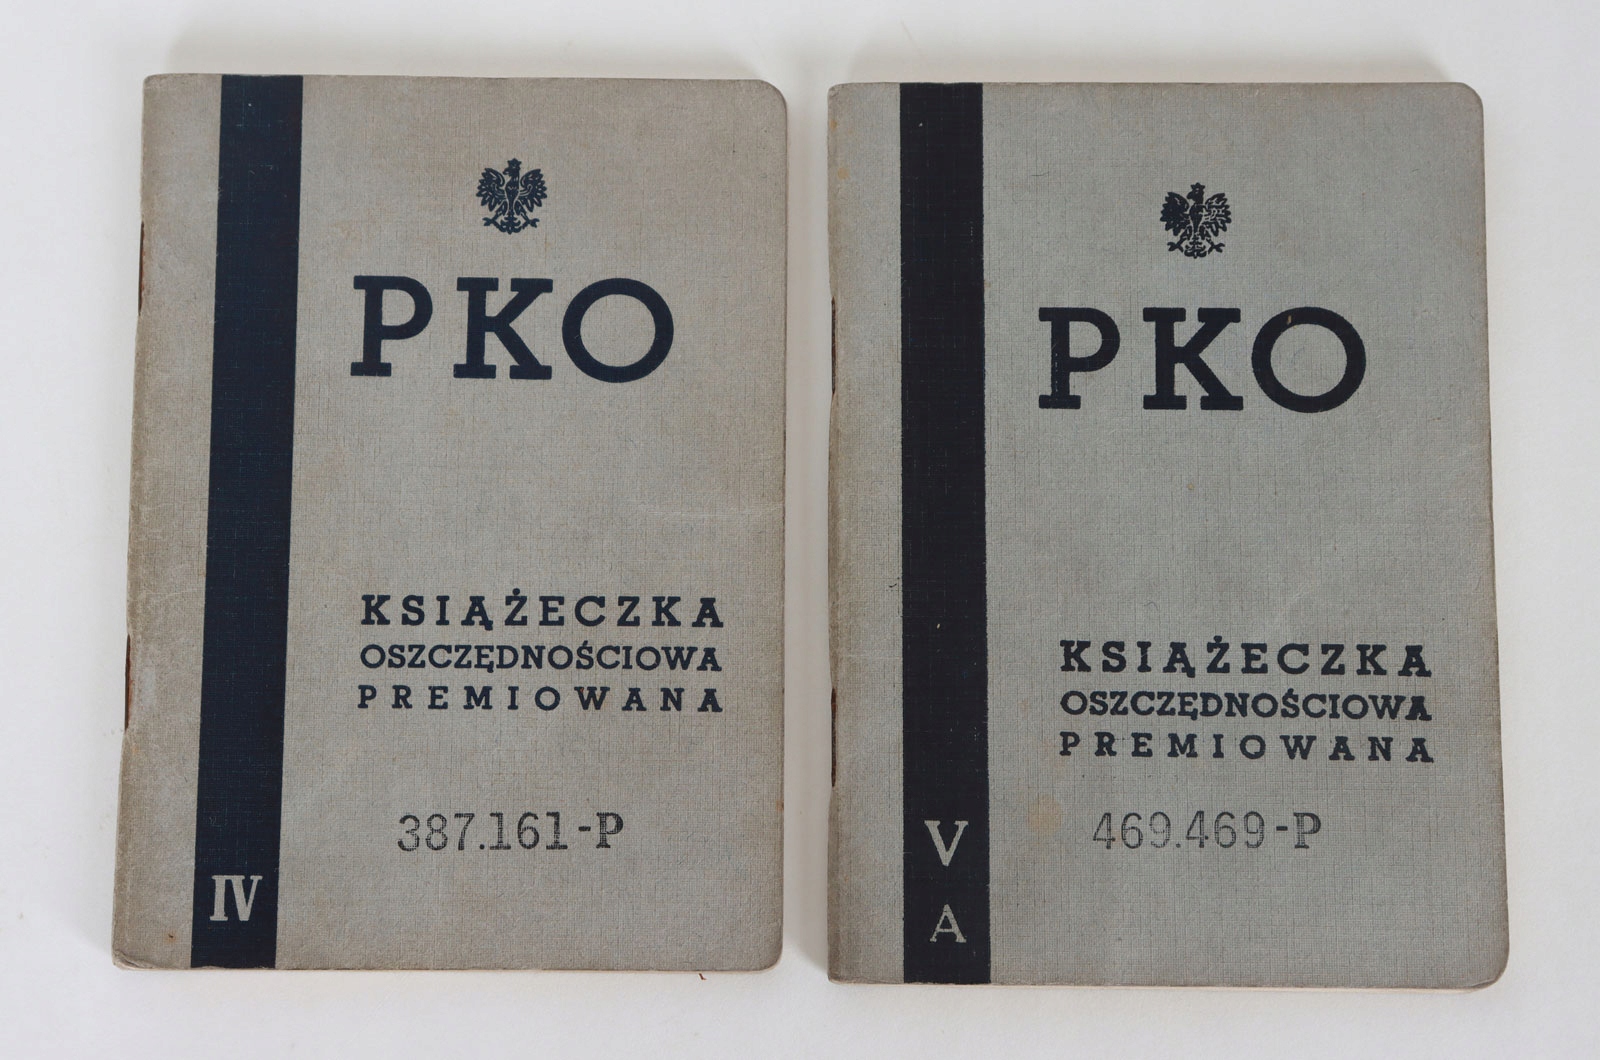 PKO
KSIĄŻECZKA
OSZCZĘDNOŚCIOWA
PREMIOWANA
387.161-P
IV
PKO
KSIĄŻECZKA
OSZCZĘDNOŚCIOWA
PREMIOWANA
469.469-P
V
A